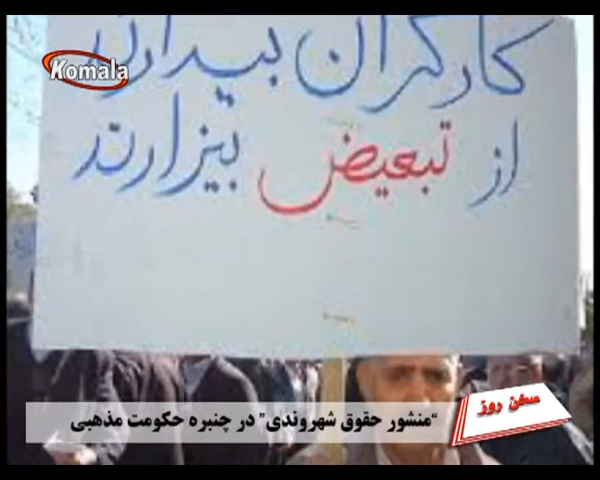 Komala
کارگران بیدارند
از تبعیض بیزارند
سخن روز
“منشور حقوق شهروندی” در چنبره حکومت مذهبی